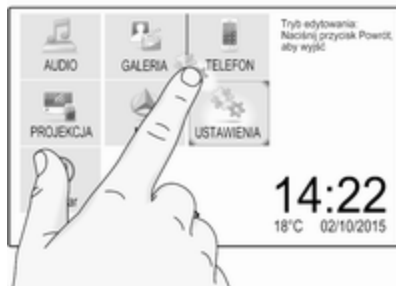 Tryb edytowania:
Naciśnij przycisk Powrót,
aby wyjść
AUDIO
GALERIA
TELEFON
PROJEKCJA
USTAWIENIA
14:22
18°C 02/10/2015